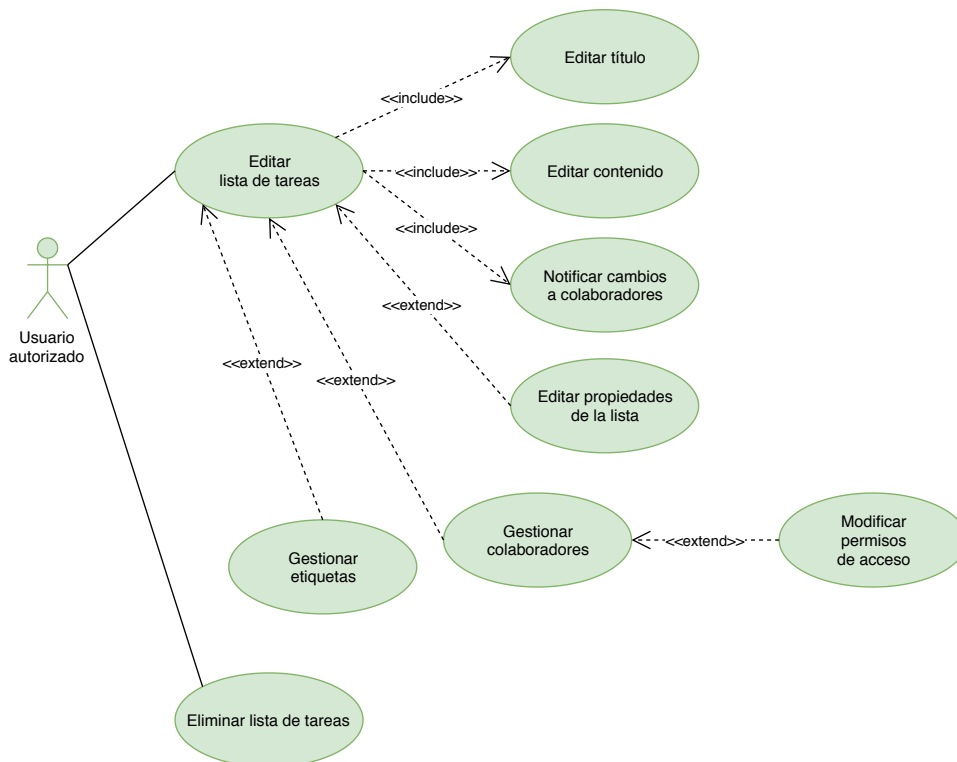 Editar título
<<include>>
Editar
lista de tareas
<<include>>
Editar contenido
<<include>>
Notificar cambios
a colaboradores
<<extend>>
Usuario
autorizado
<<extend>>
<<extend>>
Editar propiedades
de la lista
Gestionar
etiquetas
Gestionar
colaboradores
<<extend>>
Modificar
permisos
de acceso
Eliminar lista de tareas